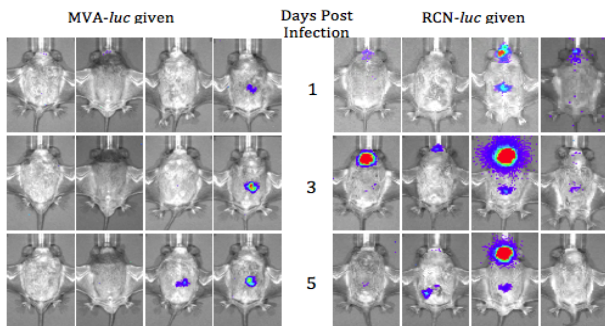 MVA-luc given
Days Post
Infection
RCN-luc given
1
3
5